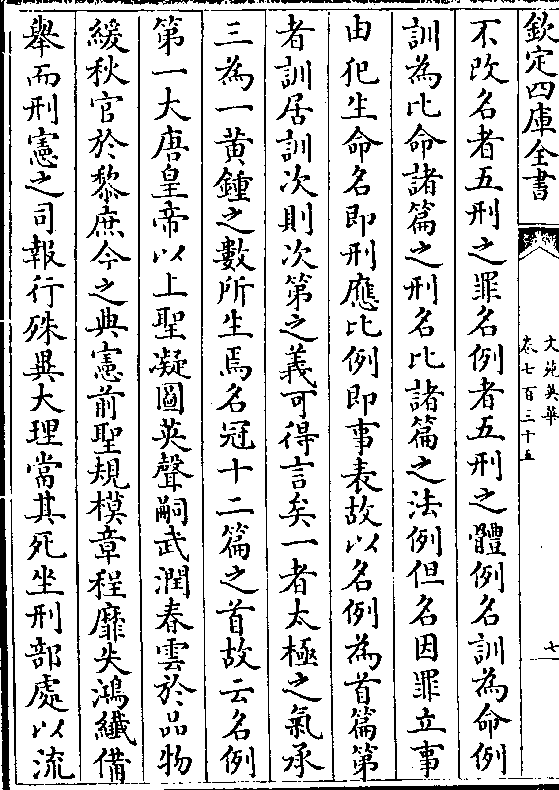 欽定四庫全書
文苑英華
卷七百三十五
七
不改名者五刑之罪名例者五刑之體例名訓為命例
訓為比命諸篇之刑名比諸篇之法例但名因罪立事
由犯生命名即刑應比例即事表故以名例為首篇第
者訓居訓次則次第之義可得言矣一者太極之氣承
三為一黄鍾之數所生焉名冠十二篇之首故云名例
第一大唐皇帝以上聖凝圖英聲嗣武潤春雲於品物
緩秋官於黎庶今之典憲前聖規模章程靡失鴻纖備
舉而刑憲之司報行殊異大理當其死坐刑部處以流